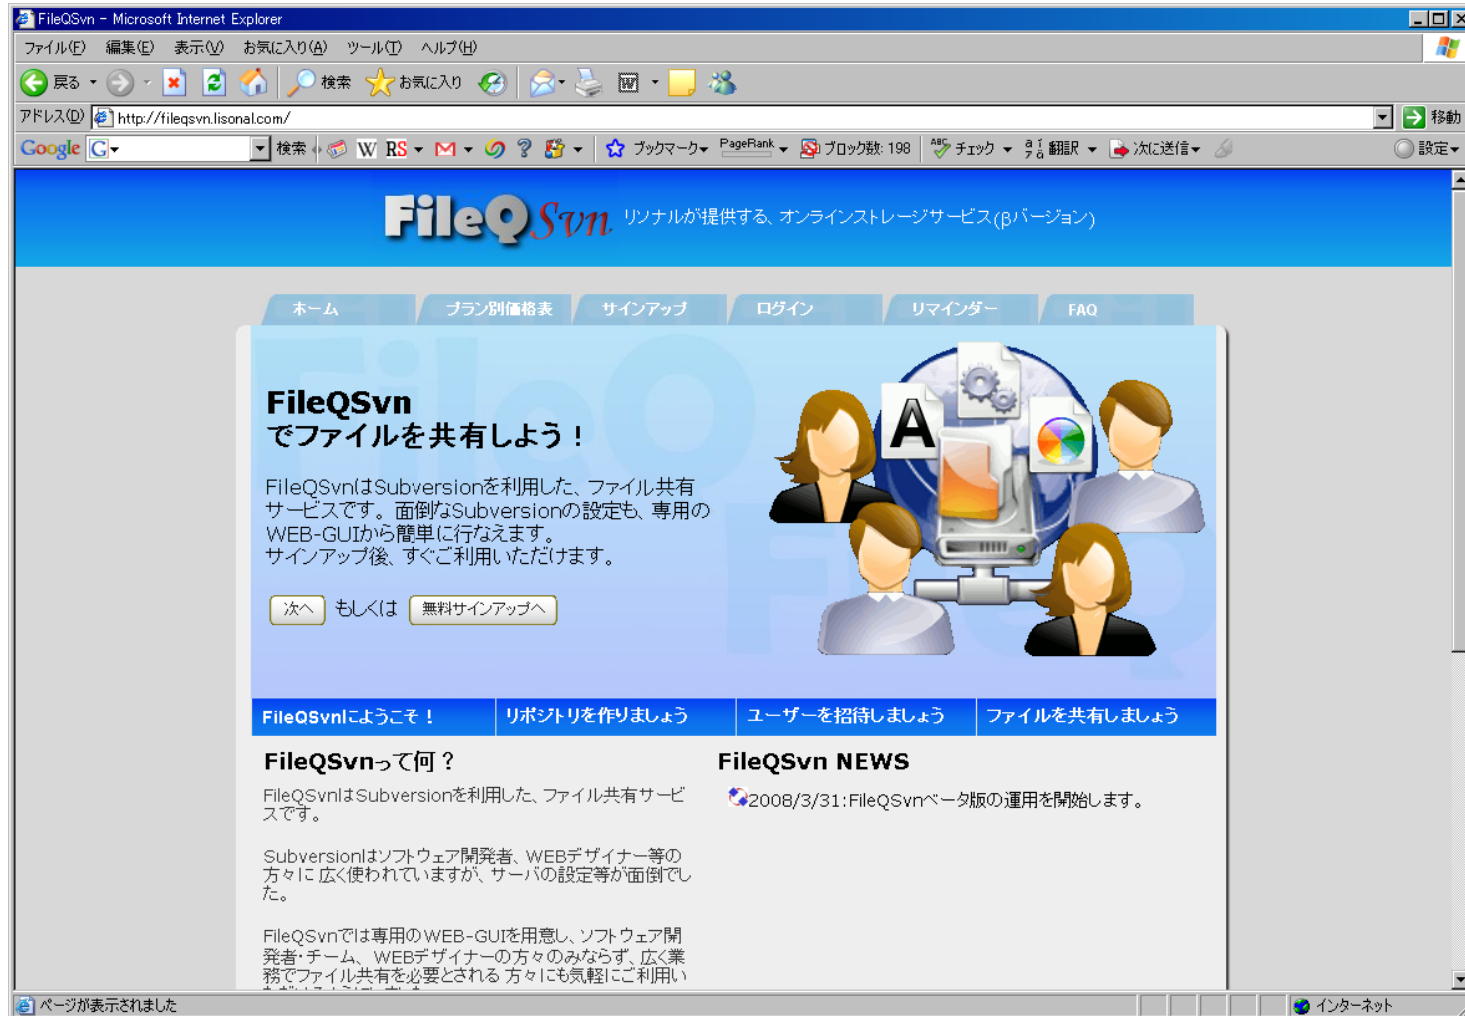 FileQSvn - Microsoft Internet Explorer
ファイル(F) 編集(E) 表示(V) お気に入り(A) ツール(T) ヘルプ(H)
戻る 検索 お気に入り
アドレス(D) http://fileqsvn.lisonal.com/ 移動
Google G 検索 W RS PageRank ブックマーク ブロック数: 198 ABC チェック 翻訳 次に送信 設定
FileQSvn リソナルが提供する、オンラインストレージサービス(βバージョン)
ホーム プラン別価格表 サインアップ ログイン リマインダー FAQ
FileQSvn
でファイルを共有しよう！
FileQSvnはSubversionを利用した、ファイル共有
サービスです。面倒なSubversionの設定も、専用の
WEB-GUIから簡単に行なえます。
サインアップ後、すぐご利用いただけます。
次へ もしくは 無料サインアップへ
A
FileQSvnにようこそ！ リポジトリを作りましょう ユーザーを招待しましょう ファイルを共有しましょう
FileQSvnって何？
FileQSvnはSubversionを利用した、ファイル共有サービ
スです。
Subversionはソフトウェア開発者、WEBデザイナー等の
方々に 広く使われていますが、サーバの設定等が面倒でし
た。
FileQSvnでは専用のWEB-GUIを用意し、ソフトウェア開
発者・チーム、WEBデザイナーの方々のみならず、広く業
務でファイル共有を必要とされる 方々にも気軽にご利用い
FileQSvn NEWS
2008/3/31:FileQSvnベータ版の運用を開始します。
ページが表示されました インターネット